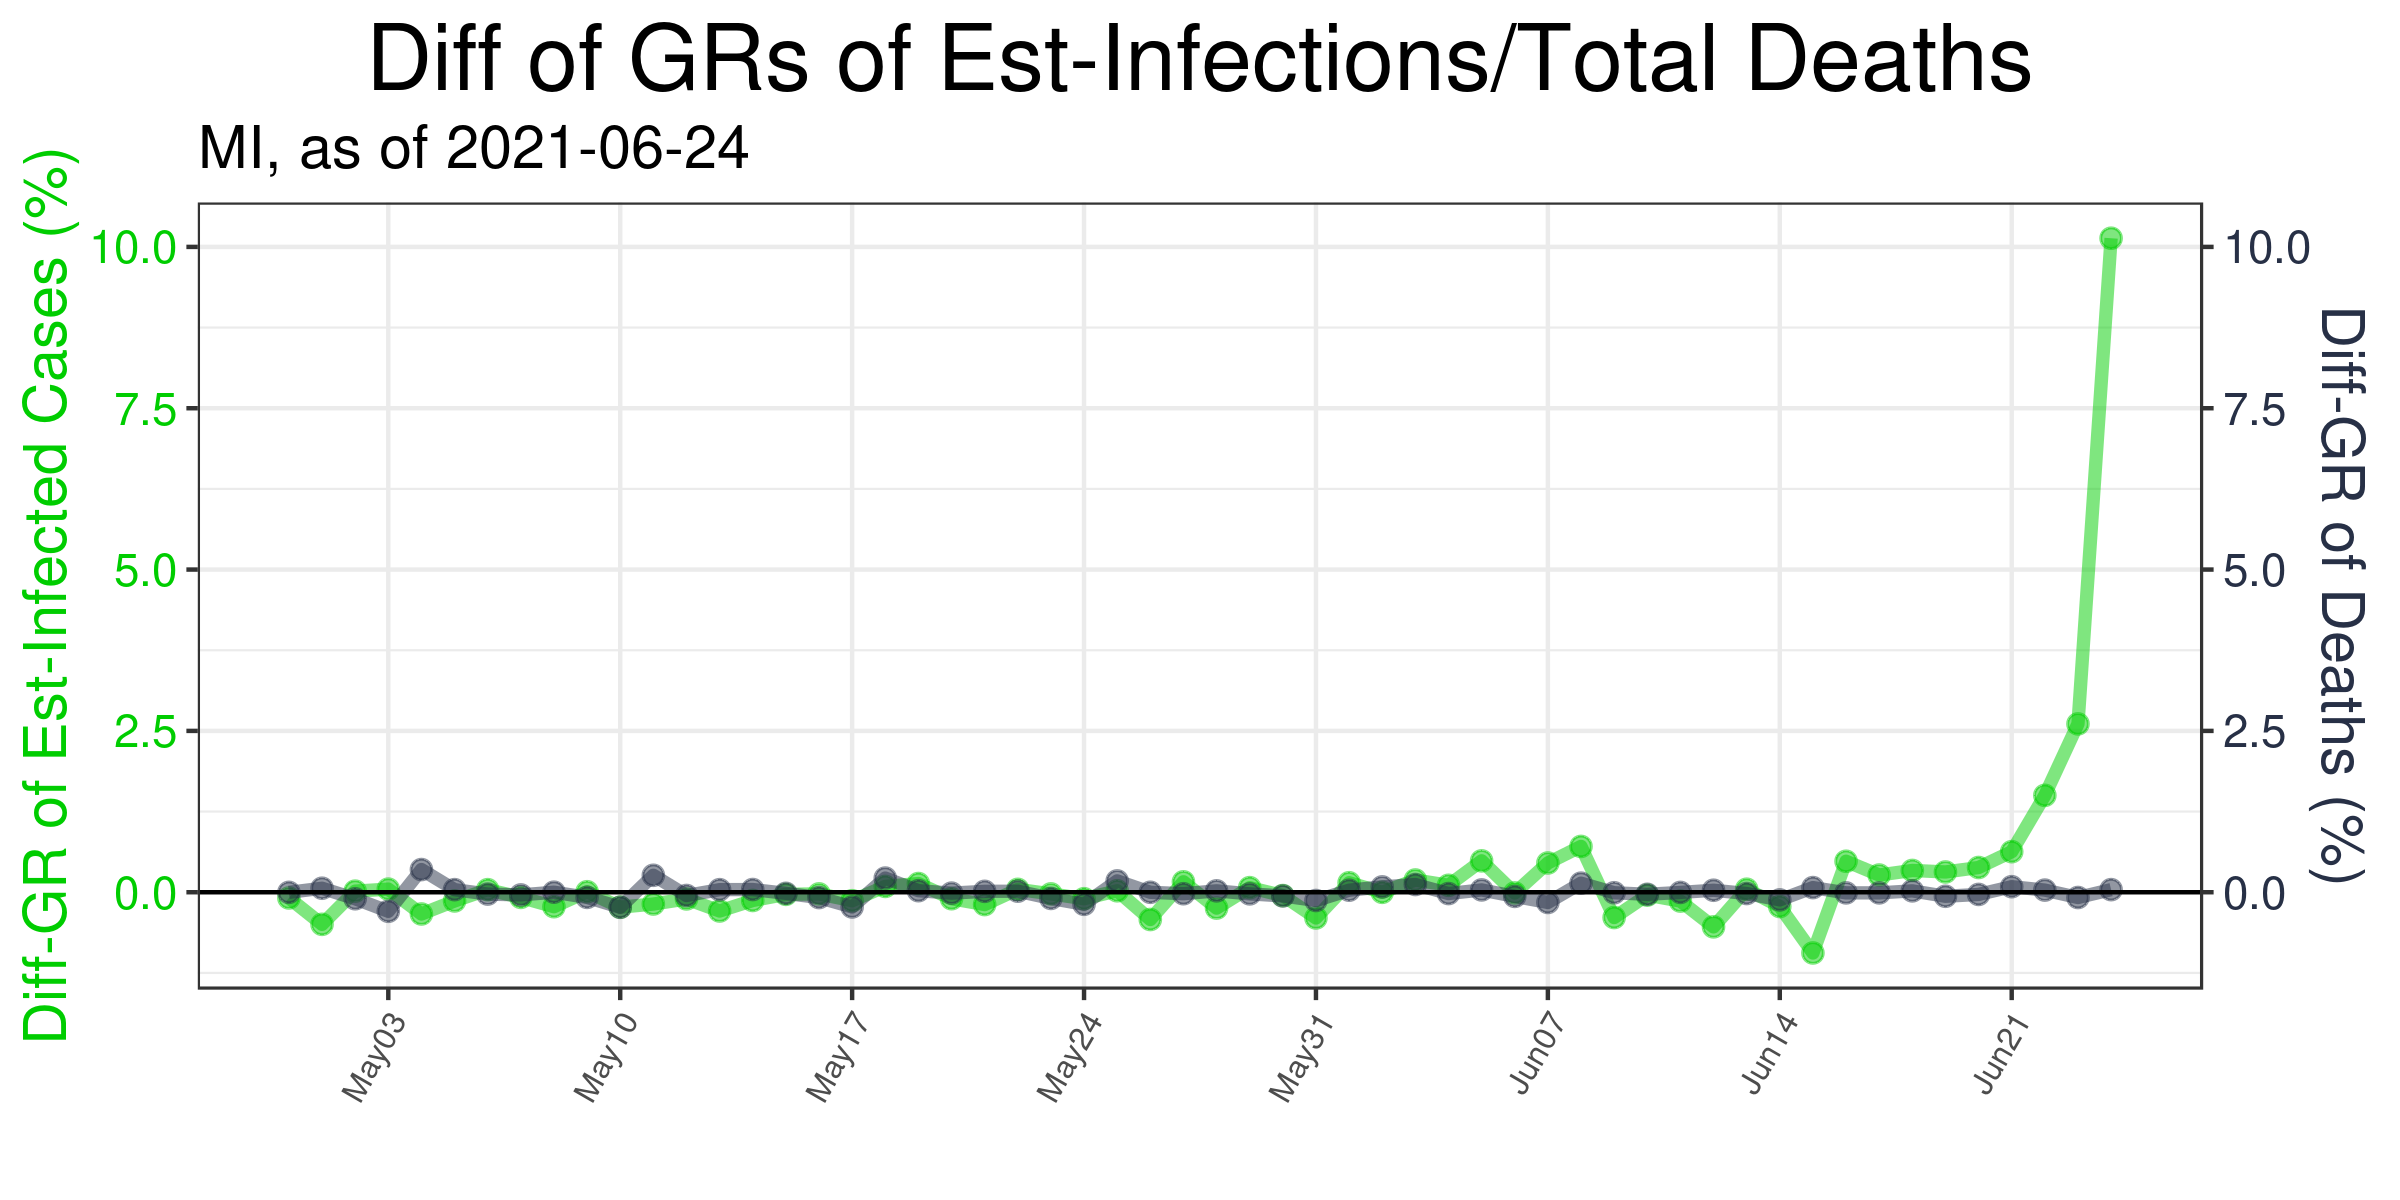 Diff of GRs of Est-Infections/Total Deaths
MI, as of 2021-06-24
Diff-GR of Est-Infected Cases (%)
10.0
7.5
5.0
2.5
0.0
10.0
7.5
5.0
2.5
0.0
Diff-GR of Deaths (%)
May03
May10
May17
May24
May31
Jun07
Jun14
Jun21